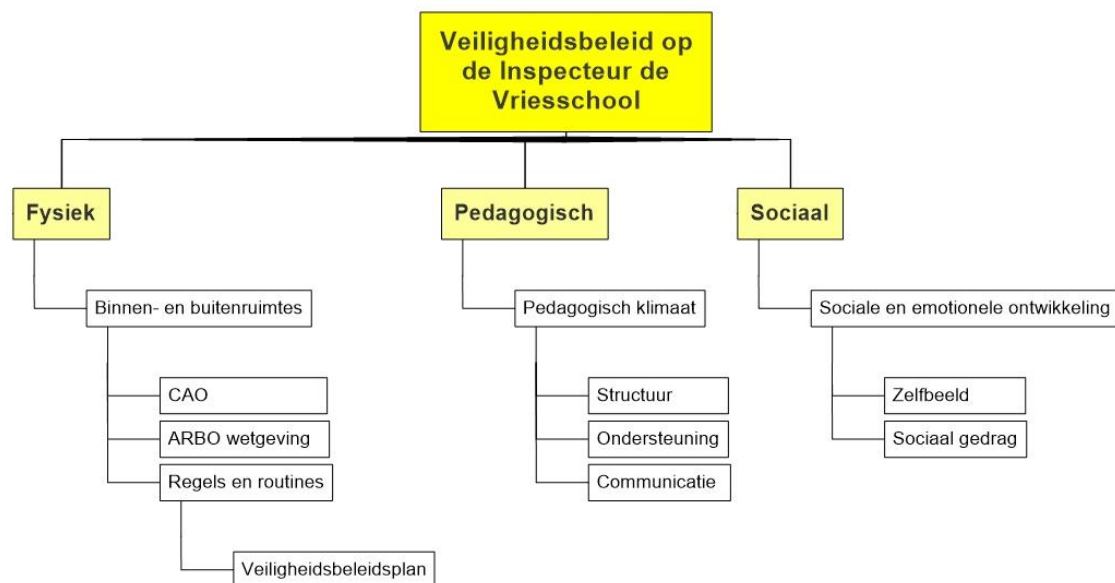 Veiligheidsbeleid op
de Inspecteur de
Vriesschool
Fysiek
Pedagogisch
Sociaal
Binnen- en buitenruimtes
Pedagogisch klimaat
Sociale en emotionele ontwikkeling
CAO
Structuur
Zelfbeeld
ARBO wetgeving
Ondersteuning
Sociaal gedrag
Regels en routines
Communicatie
Veiligheidsbeleidsplan